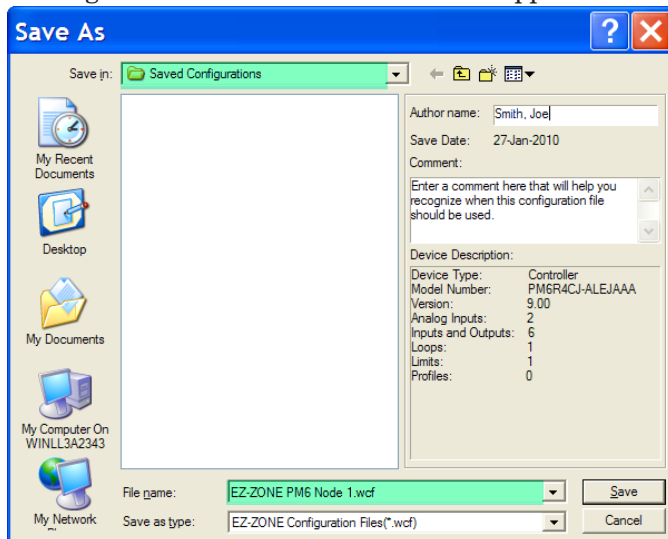 Save As
Save in: Saved Configurations
My Recent
Documents
Desktop
My Documents
My Computer On
WINLL3A2343
My Network
Author name: Smith, Joe
Save Date: 27-Jan-2010
Comment:
Enter a comment here that will help you
recognize when this configuration file
should be used.
Device Description:
Device Type: Controller
Model Number: PM6R4CJ-ALEJAAA
Version: 9.00
Analog Inputs: 2
Inputs and Outputs: 6
Loops: 1
Limits: 1
Profiles: 0
File name: EZ-ZONE PM6 Node 1.wcf
Save
Save as type: EZ-ZONE Configuration Files(*.wcf)
Cancel